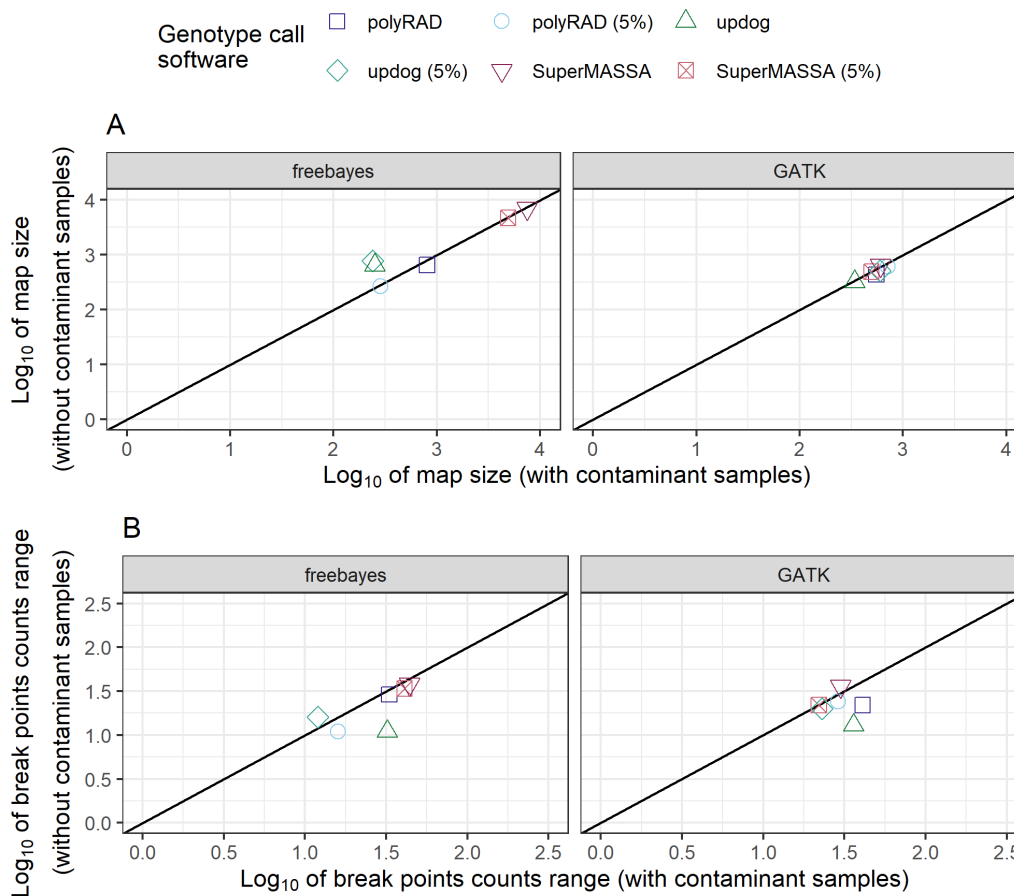 Genotype call
software
polyRAD
polyRAD (5%)
updog
updog (5%)
SuperMASSA
SuperMASSA (5%)
A
freebayes
GATK
Log₁₀ of map size
(without contaminant samples)
4
3
2
1
0
0 1 2 3 4
0 1 2 3 4
Log₁₀ of map size (with contaminant samples)
B
freebayes
GATK
Log₁₀ of break points counts range
(without contaminant samples)
2.5
2.0
1.5
1.0
0.5
0.0
0.0 0.5 1.0 1.5 2.0 2.5
0.0 0.5 1.0 1.5 2.0 2.5
Log₁₀ of break points counts range (with contaminant samples)